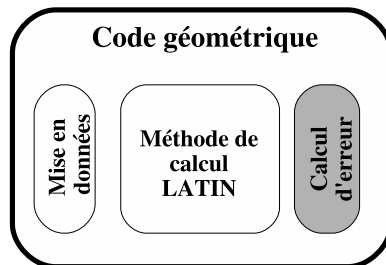 Code géométrique
Mise en
données
Méthode de
calcul
LATIN
Calcul
d'erreur